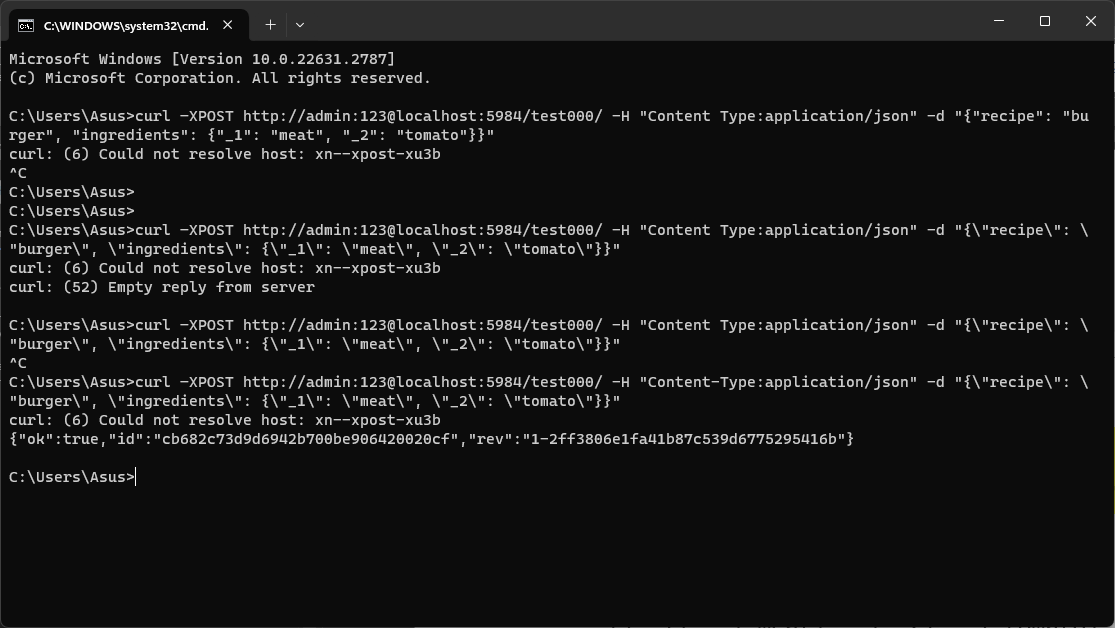 C:\WINDOWS\system32\cmd.
Microsoft Windows [Version 10.0.22631.2787]
(c) Microsoft Corporation. All rights reserved.
C:\Users\Asus>curl –XPOST http://admin:123@localhost:5984/test000/ -H "Content Type:application/json" -d "{"recipe": "bu
rger", "ingredients": {"_1": "meat", "_2": "tomato"}}"
curl: (6) Could not resolve host: xn--xpost-xu3b
^C
C:\Users\Asus>
C:\Users\Asus>
C:\Users\Asus>curl –XPOST http://admin:123@localhost:5984/test000/ -H "Content Type:application/json" -d "{\"recipe\": \
"burger\", \"ingredients\": {\"_1\": \"meat\", \"_2\": \"tomato\"}}"
curl: (6) Could not resolve host: xn--xpost-xu3b
curl: (52) Empty reply from server
C:\Users\Asus>curl –XPOST http://admin:123@localhost:5984/test000/ -H "Content Type:application/json" -d "{\"recipe\": \
"burger\", \"ingredients\": {\"_1\": \"meat\", \"_2\": \"tomato\"}}"
^C
C:\Users\Asus>curl –XPOST http://admin:123@localhost:5984/test000/ -H "Content-Type:application/json" -d "{\"recipe\": \
"burger\", \"ingredients\": {\"_1\": \"meat\", \"_2\": \"tomato\"}}"
curl: (6) Could not resolve host: xn--xpost-xu3b
{"ok":true,"id":"cb682c73d9d6942b700be906420020cf","rev":"1-2ff3806e1fa41b87c539d6775295416b"}
C:\Users\Asus>